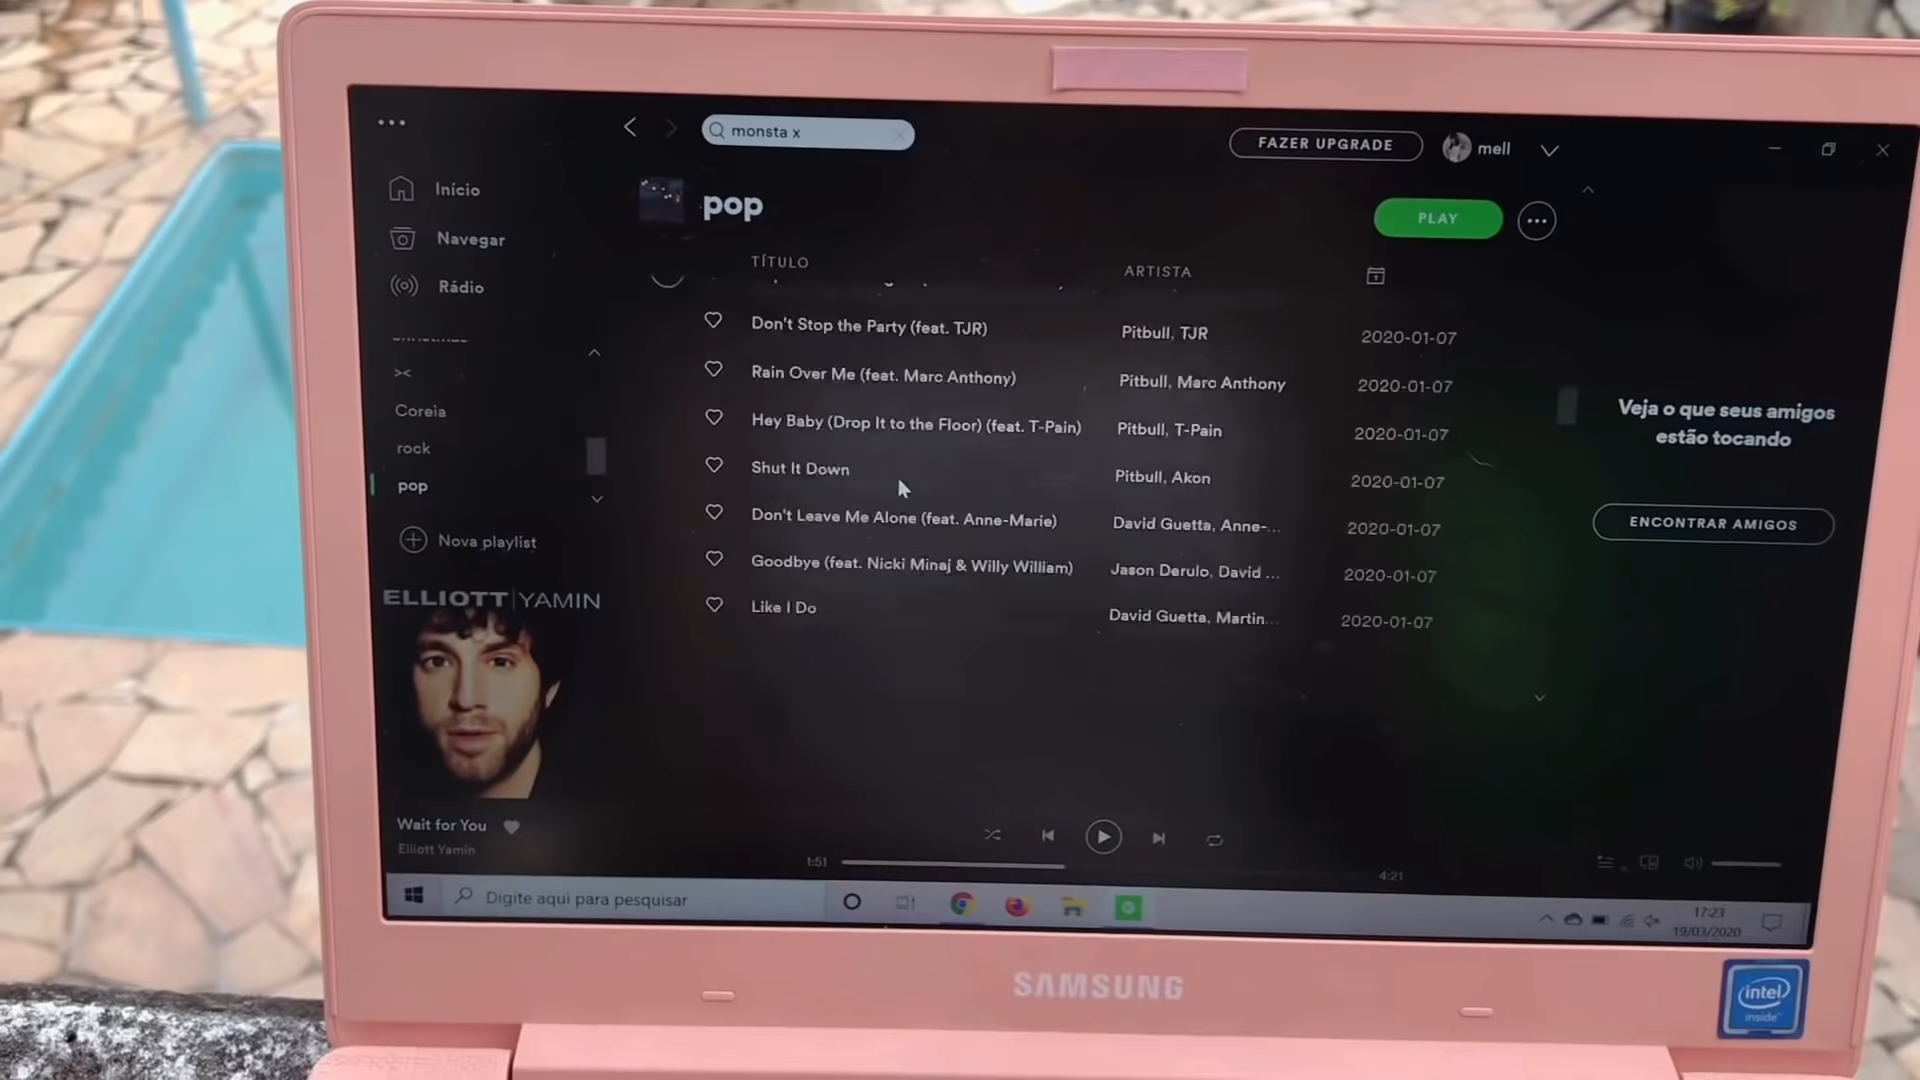 monsta x
FAZER UPGRADE
mell
Início
Navegar
Rádio
Coreia
rock
pop
Nova playlist
ELLIOTT|YAMIN
Wait for You
Elliott Yamin
pop
PLAY
TÍTULO
ARTISTA
Don't Stop the Party (feat. TJR) Pitbull, TJR 2020-01-07
Rain Over Me (feat. Marc Anthony) Pitbull, Marc Anthony 2020-01-07
Hey Baby (Drop It to the Floor) (feat. T-Pain) Pitbull, T-Pain 2020-01-07
Shut It Down Pitbull, Akon 2020-01-07
Don't Leave Me Alone (feat. Anne-Marie) David Guetta, Anne-... 2020-01-07
Goodbye (feat. Nicki Minaj & Willy William) Jason Derulo, David ... 2020-01-07
Like I Do David Guetta, Martin... 2020-01-07
Veja o que seus amigos
estão tocando
ENCONTRAR AMIGOS
1:51
4:21
Digite aqui para pesquisar
17:23
19/03/2020
SAMSUNG
intel
inside